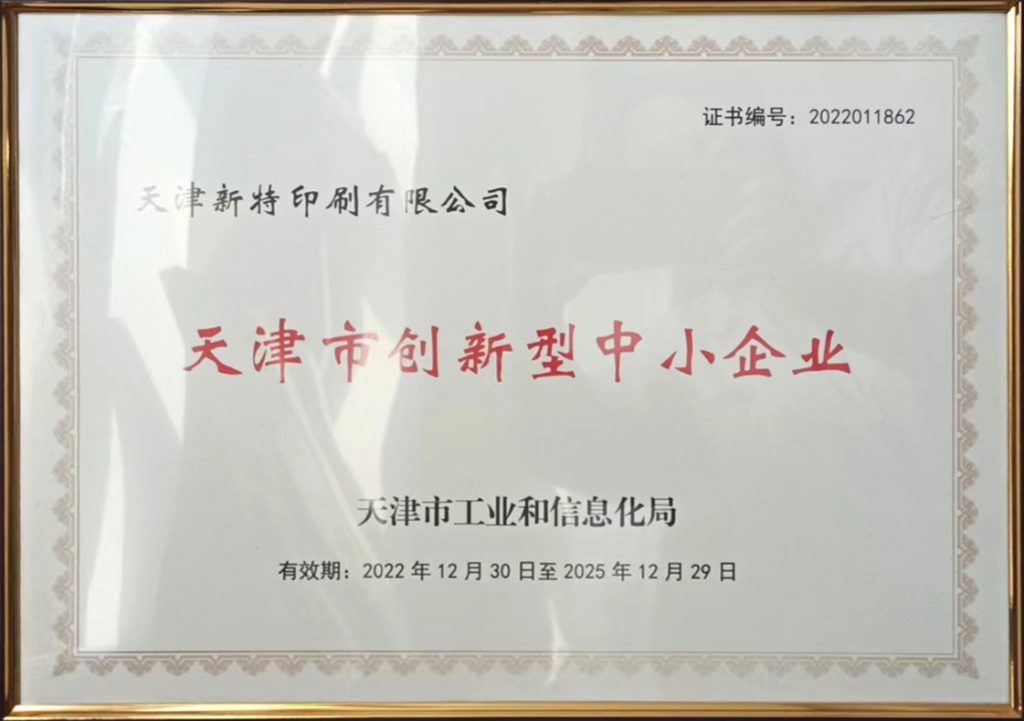 证书编号：2022011862
天津新特印刷有限公司
天津市创新型中小企业
天津市工业和信息化局
有效期：2022年12月30日至2025年12月29日